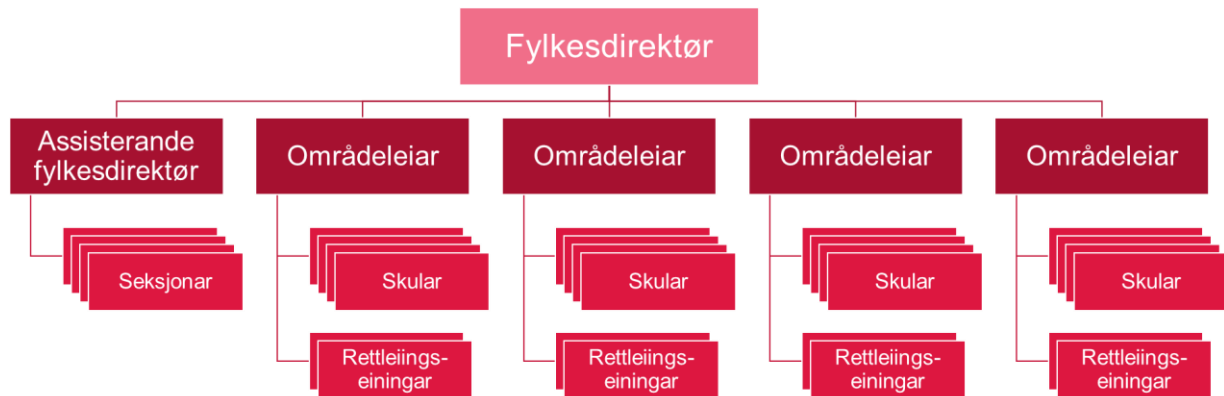 Fylkesdirektør
Assisterande
fylkesdirektør
Områdeleiar
Områdeleiar
Områdeleiar
Områdeleiar
Seksjonar
Skular
Skular
Skular
Skular
Rettleiings-
einingar
Rettleiings-
einingar
Rettleiings-
einingar
Rettleiings-
einingar